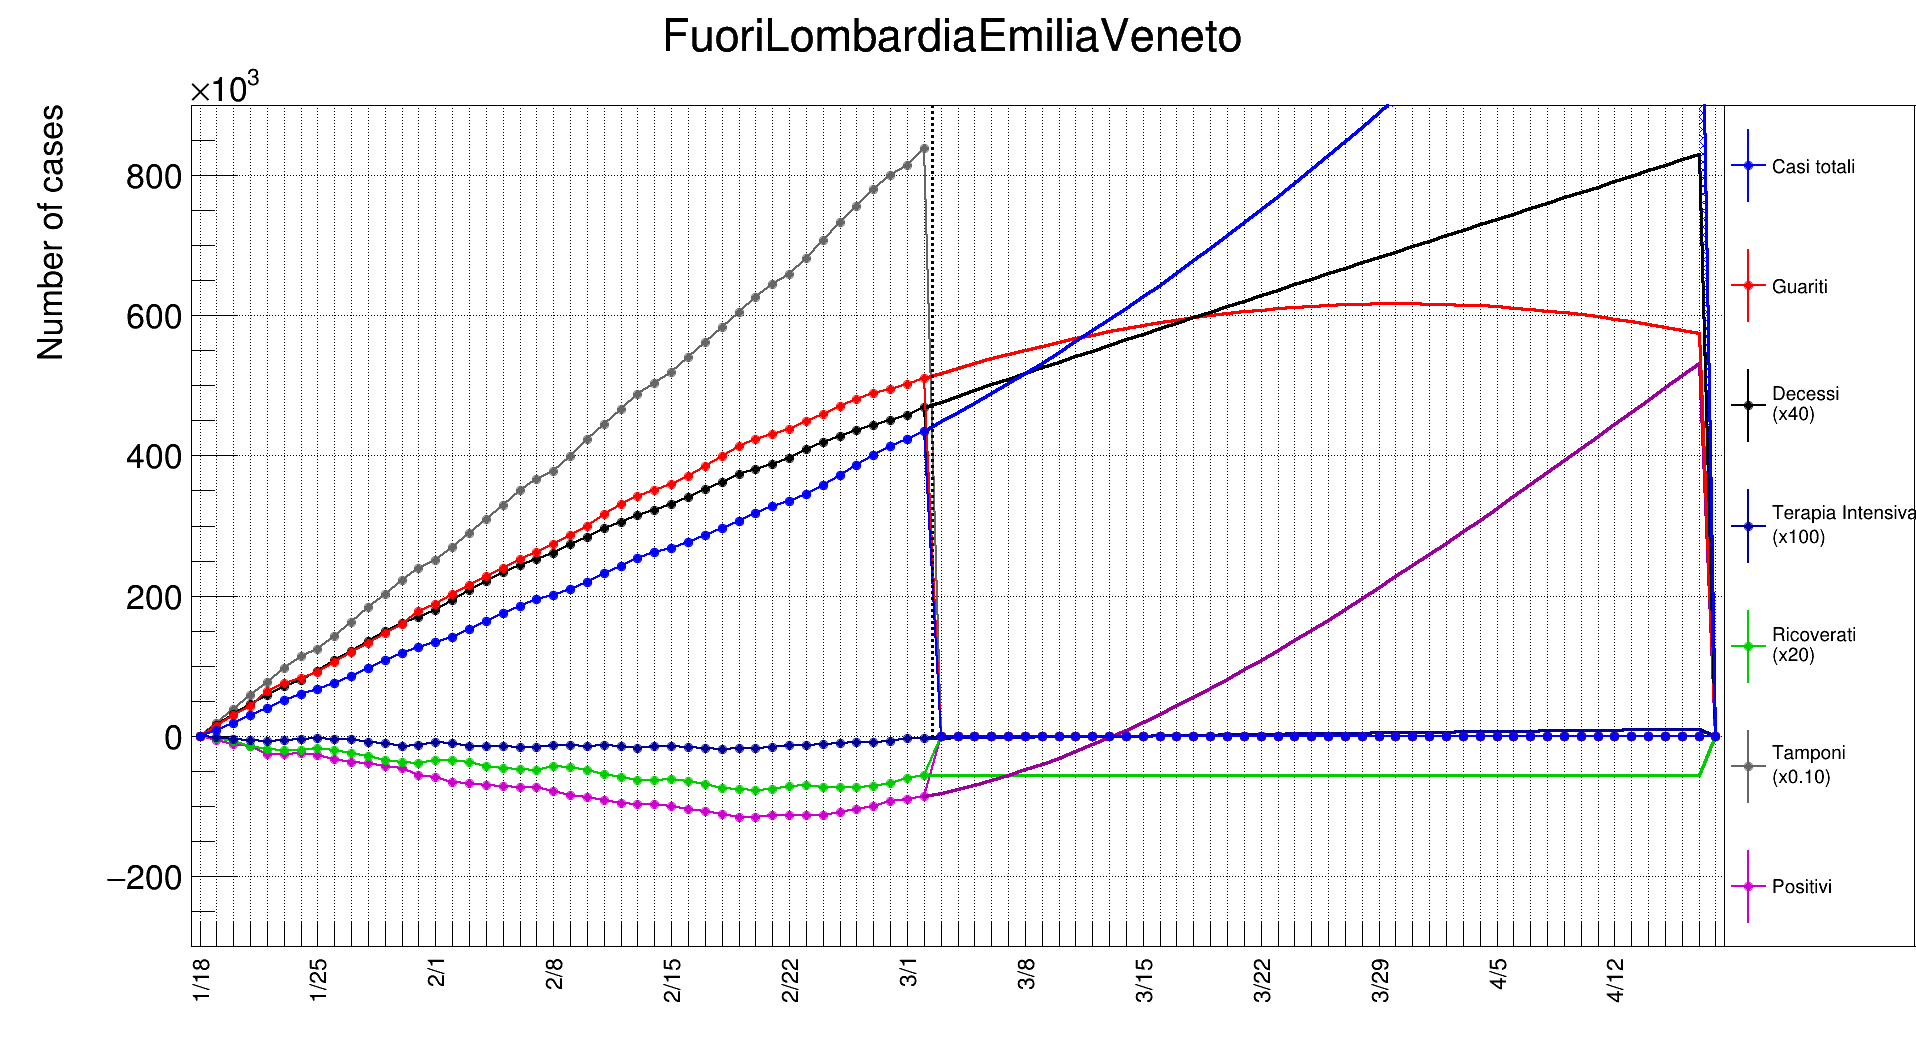 FuoriLombardiaEmiliaVeneto
×10³
Number of cases
800
600
400
200
0
−200
1/18
1/25
2/1
2/8
2/15
2/22
3/1
3/8
3/15
3/22
3/29
4/5
4/12
Casi totali
Guariti
Decessi
(x40)
Terapia Intensiva
(x100)
Ricoverati
(x20)
Tamponi
(x0.10)
Positivi